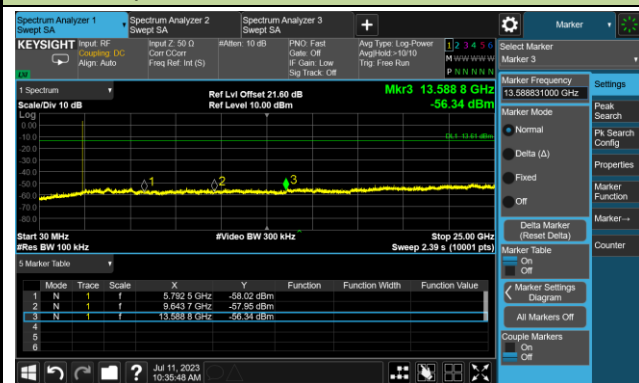 Spectrum Analyzer 1
Swept SA
Spectrum Analyzer 2
Swept SA
Spectrum Analyzer 3
Swept SA
+
Marker
KEYSIGHT
Input: RF
Coupling: DC
Align: Auto
Input Z: 50 Ω
Corr CCorr
Freq Ref: Int (S)
#Atten: 10 dB
PNO: Fast
Gate: Off
IF Gain: Low
Sig Track: Off
Avg Type: Log-Power
Avg|Hold:>10/10
Trig: Free Run
1 2 3 4 5 6
M W W W W W
P N N N N N
Select Marker
Marker 3
1 Spectrum
Scale/Div 10 dB
Ref Lvl Offset 21.60 dB
Ref Level 10.00 dBm
Mkr3 13.588 8 GHz
-56.34 dBm
Log
0.00
-10.0
-20.0
-30.0
-40.0
-50.0
-60.0
-70.0
-80.0
DL1 -13.61 dBm
1
2
3
Start 30 MHz
#Res BW 100 kHz
#Video BW 300 kHz
Stop 25.00 GHz
Sweep 2.39 s (10001 pts)
5 Marker Table
Mode Trace Scale X Y Function Function Width Function Value
1 N 1 f 5.792 5 GHz -58.02 dBm
2 N 1 f 9.643 7 GHz -57.95 dBm
3 N 1 f 13.588 8 GHz -56.34 dBm
4
5
6
Marker Frequency
13.588831000 GHz
Marker Mode
Normal
Delta (Δ)
Fixed
Off
Delta Marker
(Reset Delta)
Marker Table
On
Off
Marker Settings
Diagram
All Markers Off
Couple Markers
On
Off
Settings
Peak
Search
Pk Search
Config
Properties
Marker
Function
Marker→
Counter
?
Jul 11, 2023
10:35:48 AM